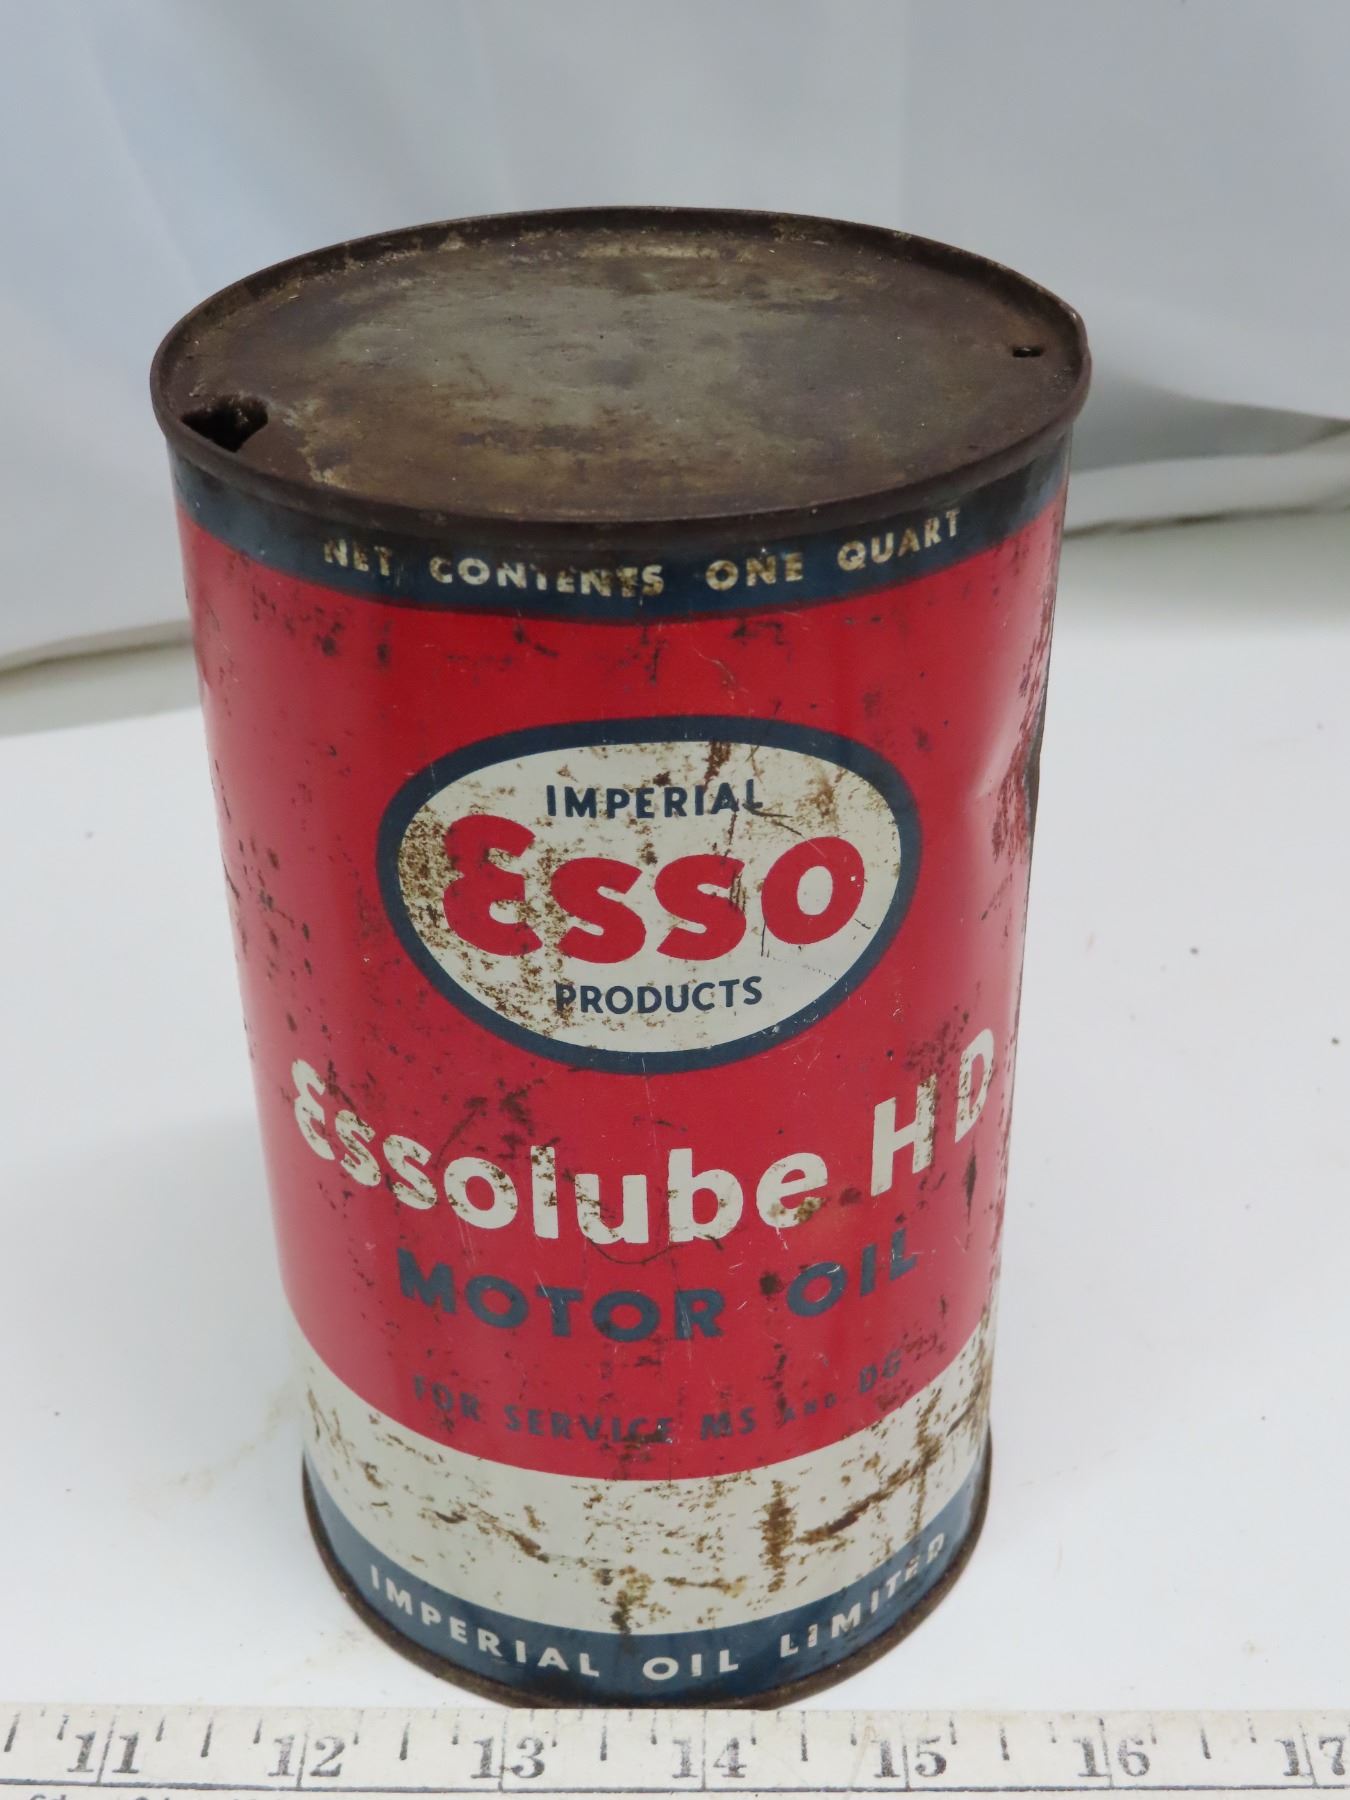 NET CONTENTS ONE QUART
IMPERIAL
Esso
PRODUCTS
Essolube HD
MOTOR OIL
FOR SERVICE MS AND DG
IMPERIAL OIL LIMITED
11 12 13 14 15 16 17